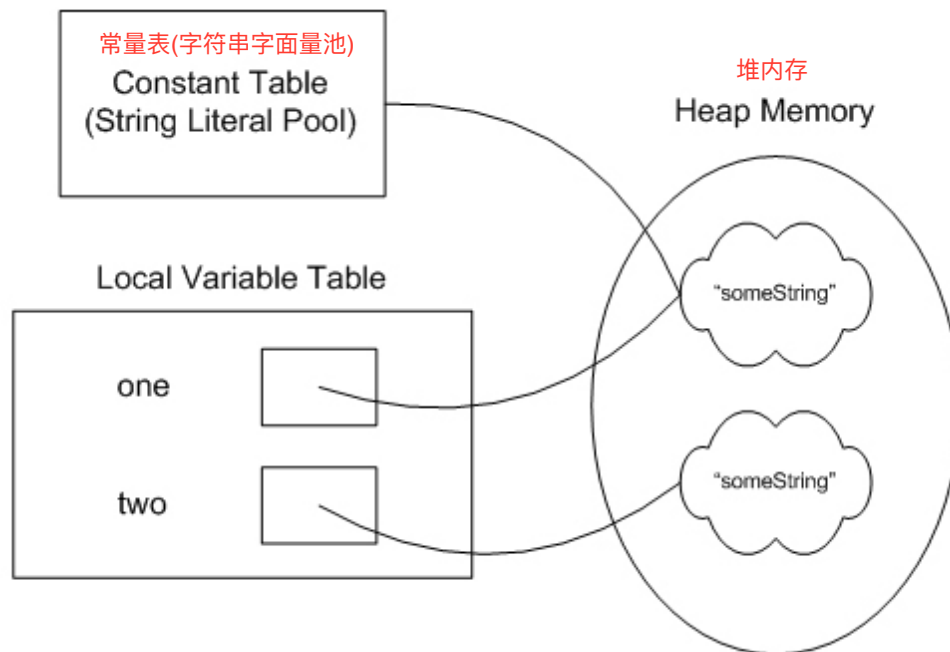 常量表(字符串字面量池)
Constant Table
(String Literal Pool)
堆内存
Heap Memory
“someString”
Local Variable Table
one
two
“someString”